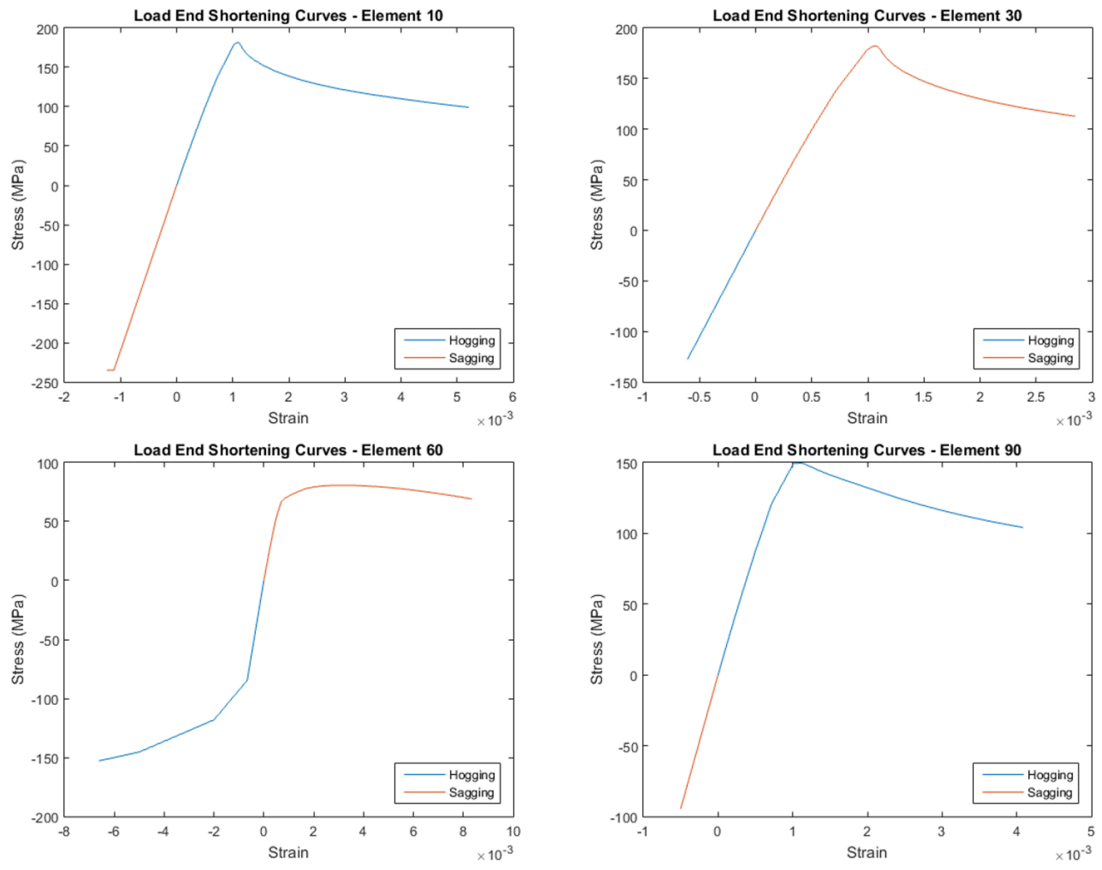 Load End Shortening Curves - Element 10
200
150
100
50
0
-50
-100
-150
-200
-250
Stress (MPa)
-2 -1 0 1 2 3 4 5 6
Strain
×10-3
Hogging
Sagging
Load End Shortening Curves - Element 30
200
150
100
50
0
-50
-100
-150
Stress (MPa)
-1 -0.5 0 0.5 1 1.5 2 2.5 3
Strain
×10-3
Hogging
Sagging
Load End Shortening Curves - Element 60
100
50
0
-50
-100
-150
-200
Stress (MPa)
-8 -6 -4 -2 0 2 4 6 8 10
Strain
×10-3
Hogging
Sagging
Load End Shortening Curves - Element 90
150
100
50
0
-50
-100
Stress (MPa)
-1 0 1 2 3 4 5
Strain
×10-3
Hogging
Sagging